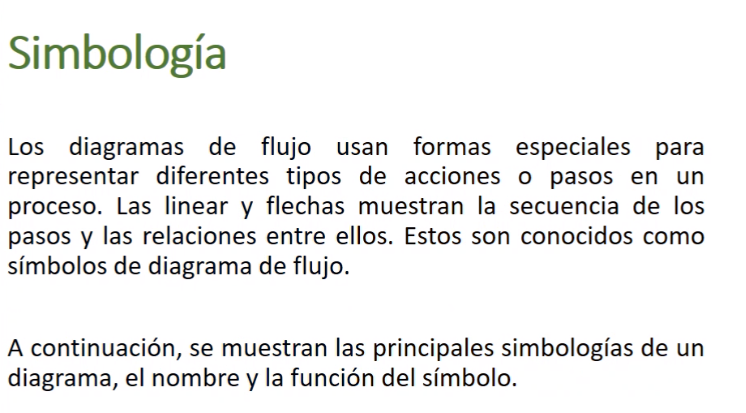 Simbología
Los diagramas de flujo usan formas especiales para
representar diferentes tipos de acciones o pasos en un
proceso. Las linear y flechas muestran la secuencia de los
pasos y las relaciones entre ellos. Estos son conocidos como
símbolos de diagrama de flujo.
A continuación, se muestran las principales simbologías de un
diagrama, el nombre y la función del símbolo.